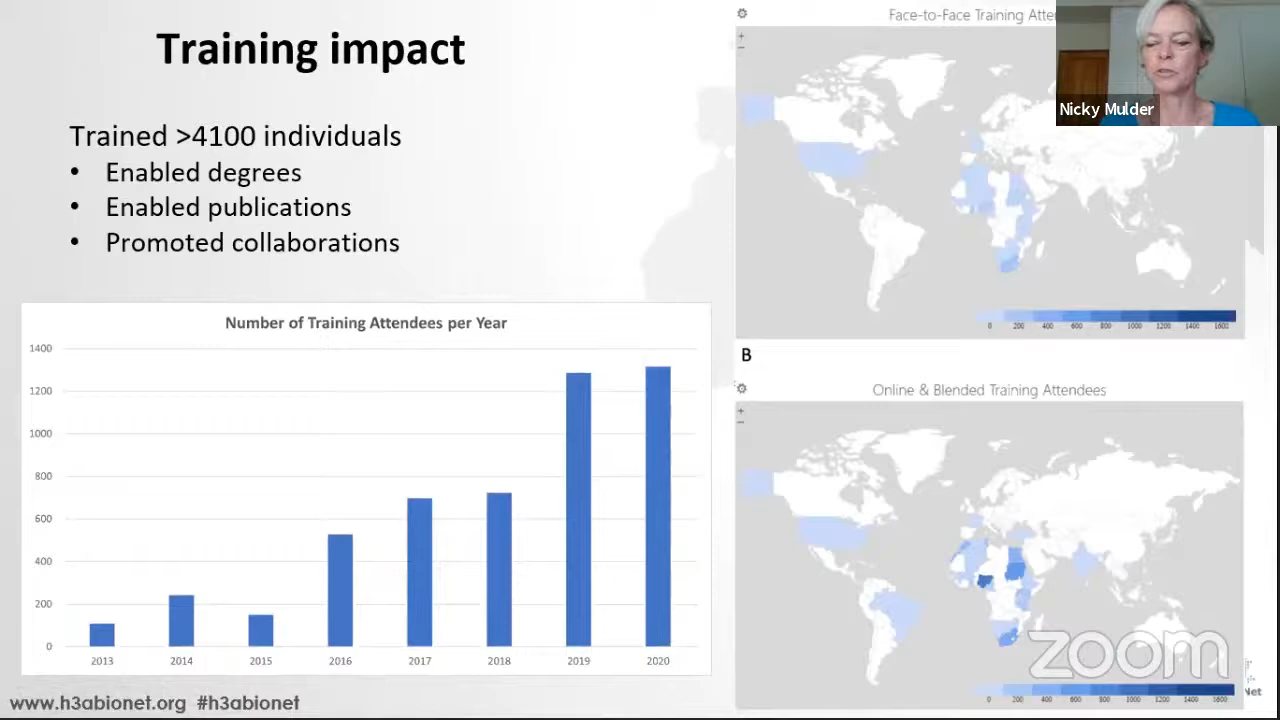 Training impact
Trained >4100 individuals
• Enabled degrees
• Enabled publications
• Promoted collaborations
Number of Training Attendees per Year
1400
1200
1000
800
600
400
200
0
2013 2014 2015 2016 2017 2018 2019 2020
www.h3abionet.org #h3abionet
Face-to-Face Training
Nicky Mulder
+
−
0 200 400 600 800 1000 1200 1400 1600
B
Online & Blended Training Attendees
+
−
zoom
Net
0 200 400 600 800 1000 1200 1400 1600